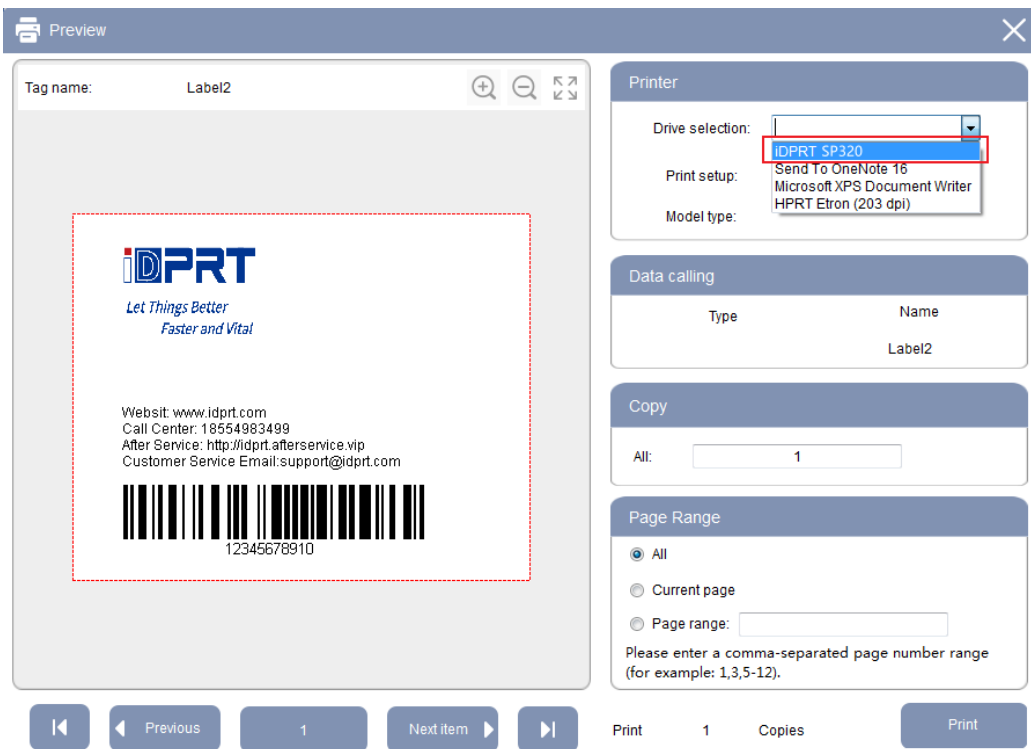 Preview
Tag name: Label2
iDPRT
Let Things Better
Faster and Vital
Websit: www.idprt.com
Call Center: 18554983499
After Service: http://idprt.afterservice.vip
Customer Service Email:support@idprt.com
12345678910
Previous
1
Next item
Printer
Drive selection:
iDPRT SP320
Send To OneNote 16
Microsoft XPS Document Writer
HPRT Etron (203 dpi)
Print setup:
Model type:
Data calling
Type Name
Label2
Copy
All: 1
Page Range
All
Current page
Page range:
Please enter a comma-separated page number range
(for example: 1,3,5-12).
Print 1 Copies
Print